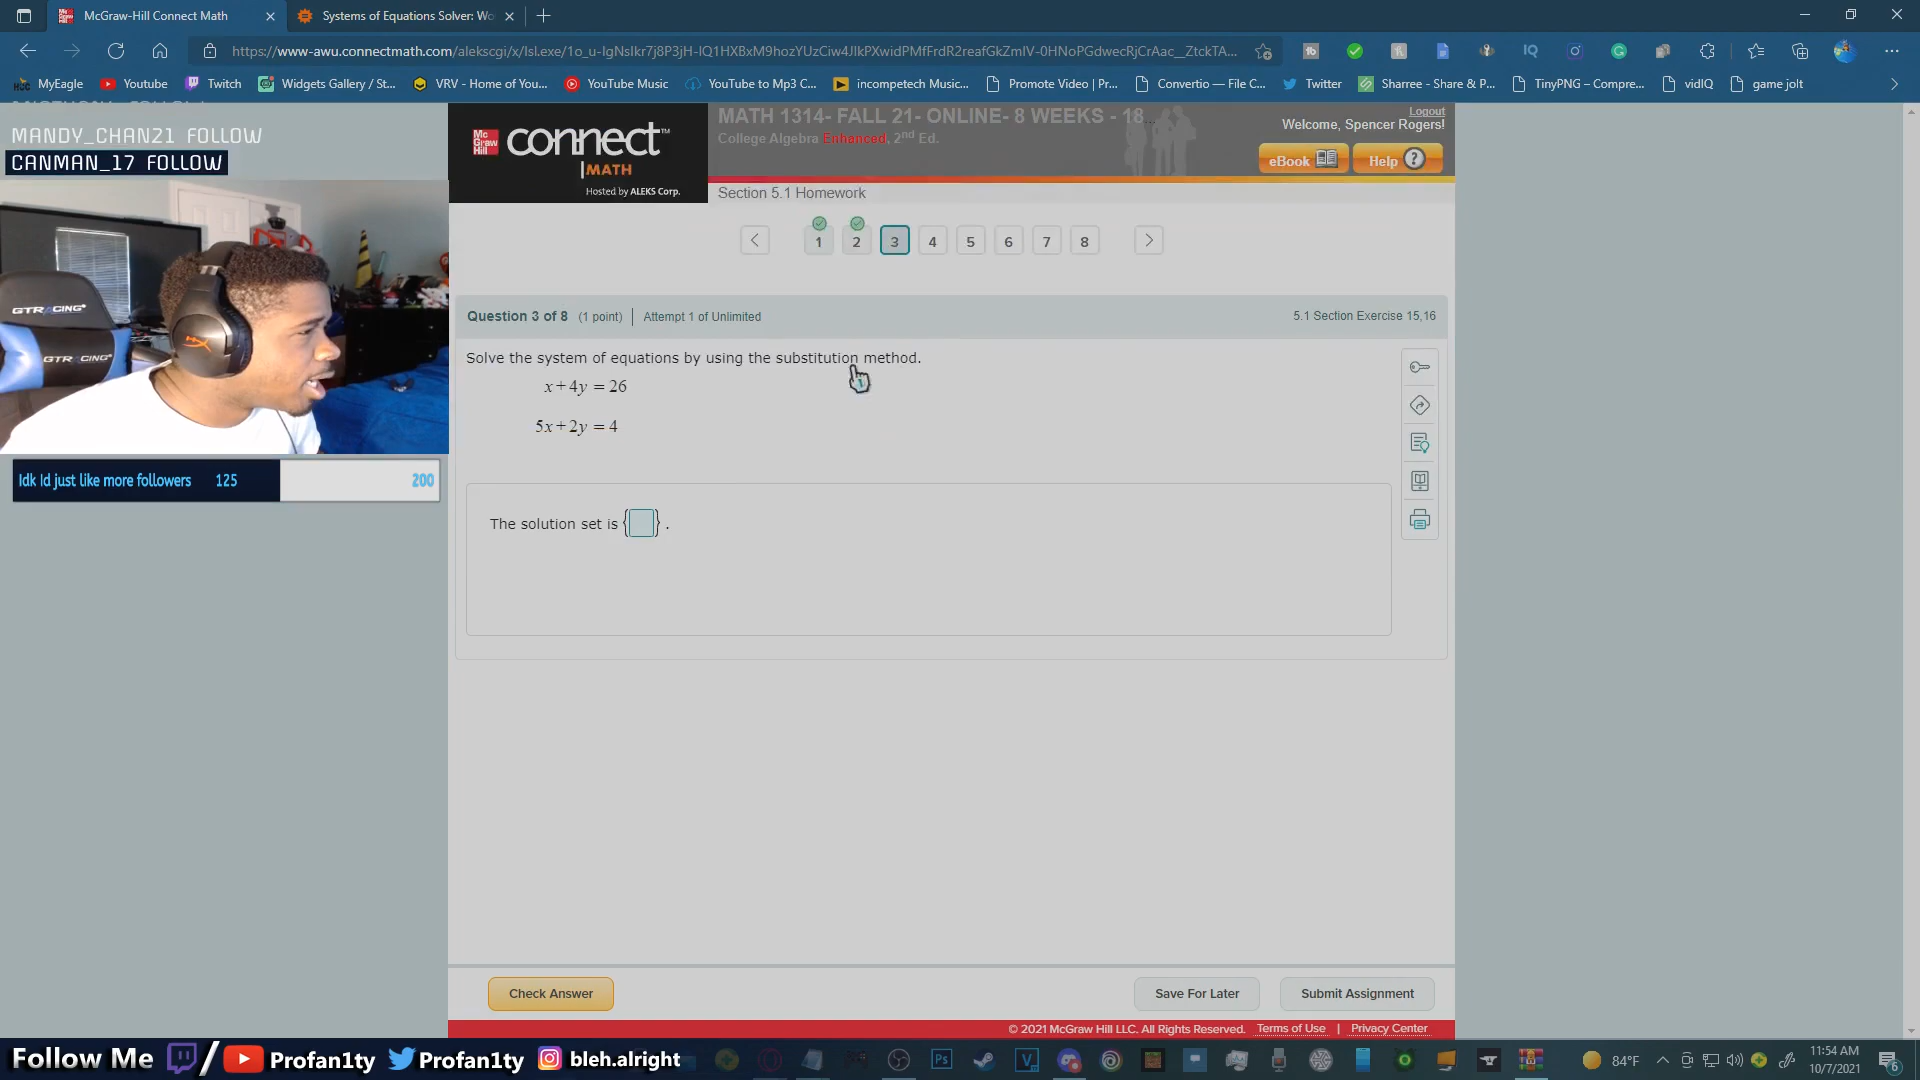 McGraw-Hill Connect Math
Systems of Equations Solver: Wo
https://www-awu.connectmath.com/alekscgi/x/Isl.exe/
MyEagle
Youtube
Twitch
Widgets Gallery / St...
VRV - Home of You...
YouTube Music
YouTube to Mp3 C...
incompetech Music...
Promote Video | Pr...
Convertio — File C...
Twitter
Sharree - Share & P...
TinyPNG – Compre...
vidIQ
game jolt
MANDY_CHAN21 FOLLOW
CANMAN_17 FOLLOW
GTRACING
GTRACING
Idk Id just like more followers 125 200
Mc Graw Hill
connect™
MATH
Hosted by ALEKS Corp.
MATH 1314- FALL 21- ONLINE- 8 WEEKS - 18...
College Algebra Enhanced, 2nd Ed.
Logout
Welcome, Spencer Rogers!
eBook
Help ?
Section 5.1 Homework
1 2 3 4 5 6 7 8
Question 3 of 8 (1 point) | Attempt 1 of Unlimited
5.1 Section Exercise 15,16
Solve the system of equations by using the substitution method.
x+4y = 26
5x+2y = 4
The solution set is { } .
Check Answer
Save For Later
Submit Assignment
© 2021 McGraw Hill LLC. All Rights Reserved. Terms of Use | Privacy Center
Follow Me / Profan1ty Profan1ty bleh.alright
84°F
11:54 AM
10/7/2021
6